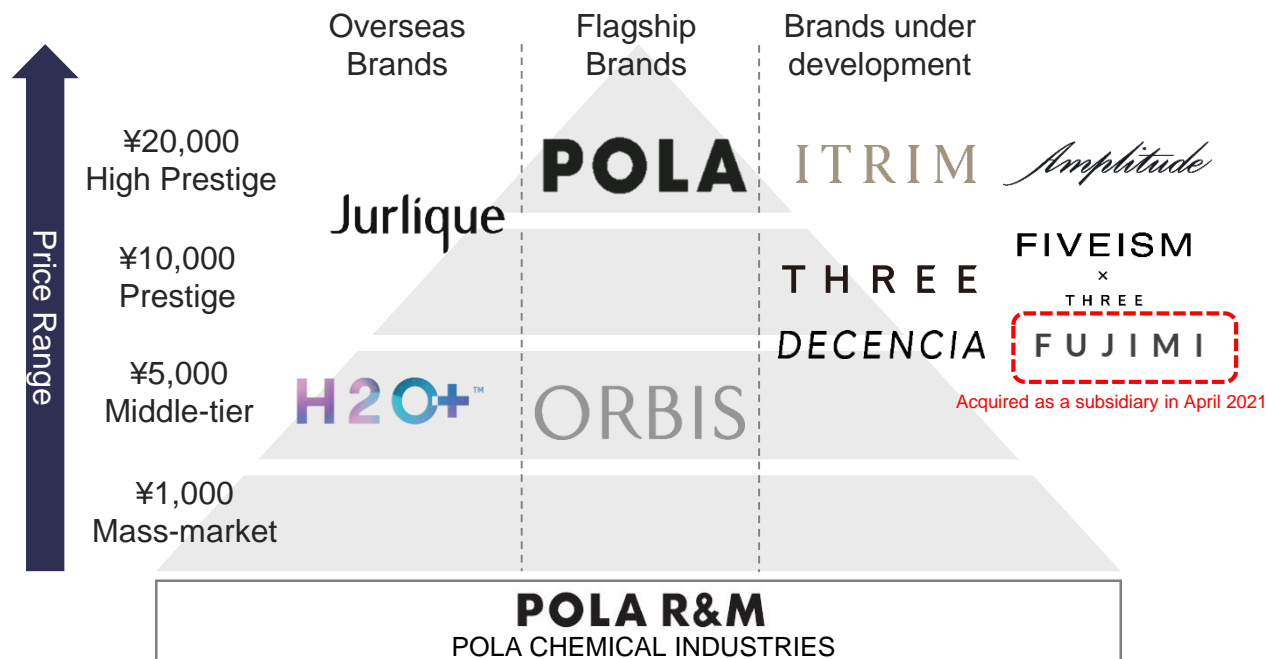 Overseas
Brands
Flagship
Brands
Brands under
development
Price Range
¥20,000
High Prestige
¥10,000
Prestige
¥5,000
Middle-tier
¥1,000
Mass-market
Jurlique
H2O+™
POLA
ORBIS
ITRIM
Amplitude
THREE
FIVEISM
×
THREE
DECENCIA
FUJIMI
Acquired as a subsidiary in April 2021
POLA R&M
POLA CHEMICAL INDUSTRIES